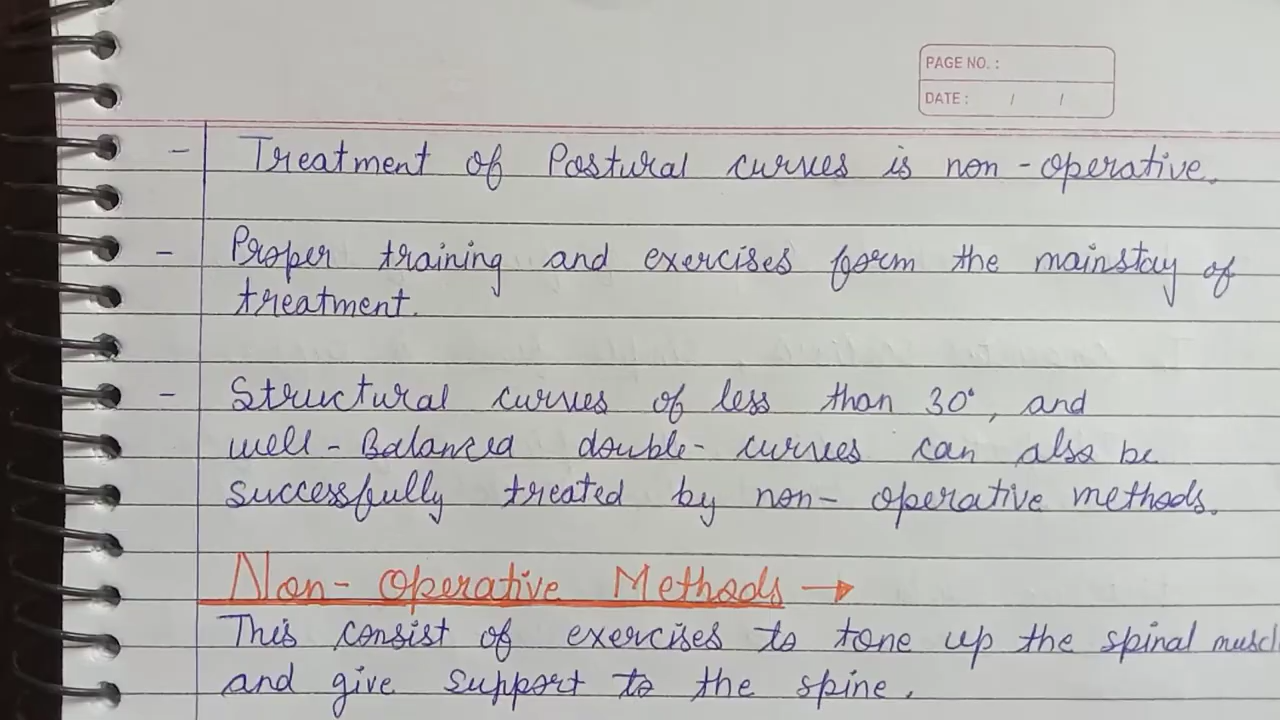 PAGE NO. :
DATE : / /
- Treatment of Postural curves is non-operative.
- Proper training and exercises form the mainstay of
treatment.
- Structural curves of less than 30°, and
well-Balanced double-curves can also be
successfully treated by non-operative methods.
Non-Operative Methods →
This consist of exercises to tone up the spinal muscl
and give support to the spine.